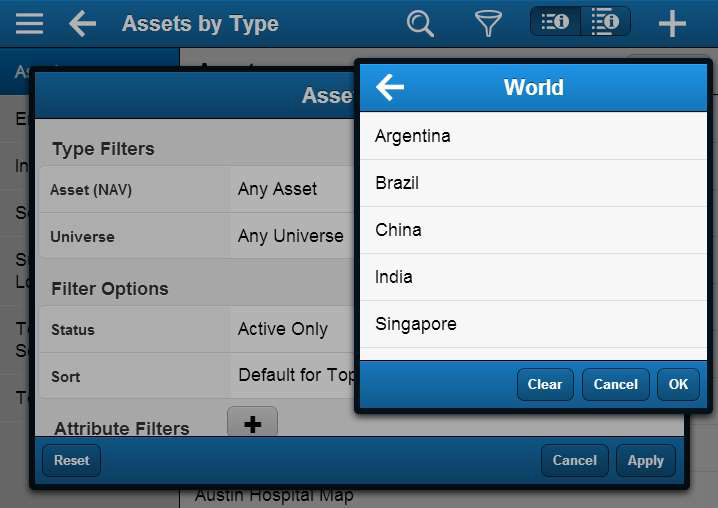 Assets by Type
World
Asse
Argentina
Type Filters
Asset (NAV) Any Asset
Brazil
Universe Any Universe
China
Filter Options
India
Status Active Only
Singapore
Sort Default for Top
Clear Cancel OK
Attribute Filters
Reset Cancel Apply
Austin Hospital Map